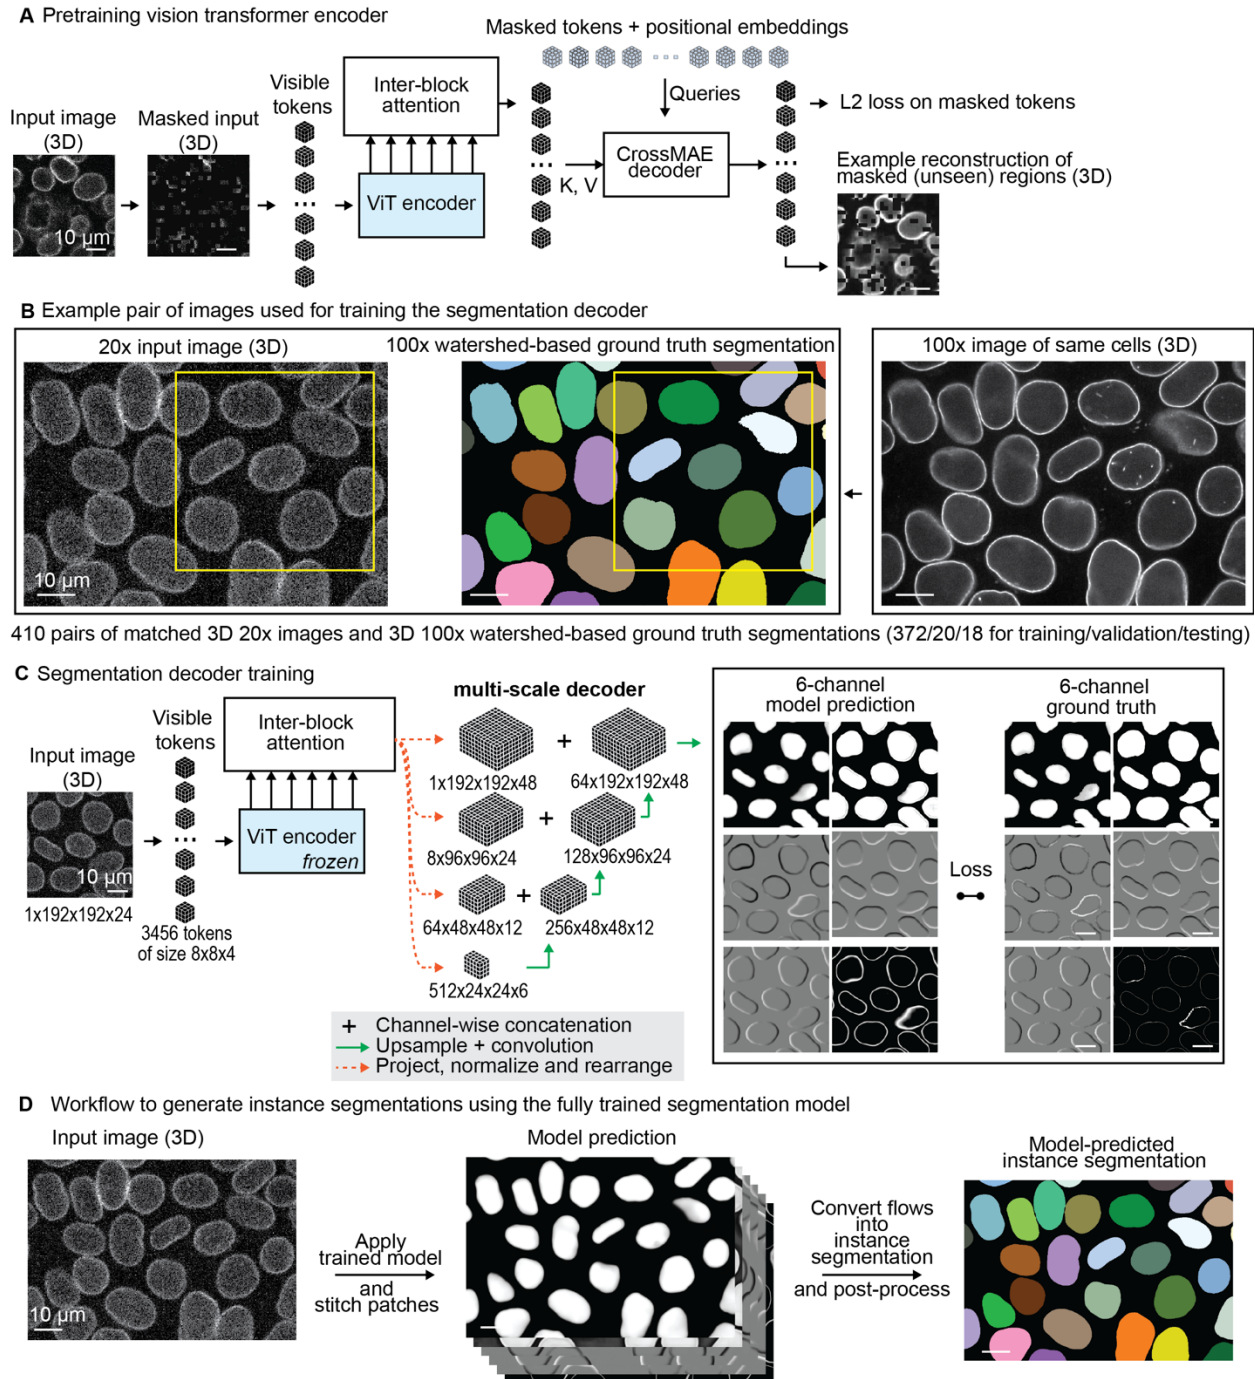 A Pretraining vision transformer encoder
Masked tokens + positional embeddings
Input image
(3D)
10 µm
Masked input
(3D)
Visible
tokens
Inter-block
attention
ViT encoder
Queries
K, V
CrossMAE
decoder
L2 loss on masked tokens
Example reconstruction of
masked (unseen) regions (3D)
B Example pair of images used for training the segmentation decoder
20x input image (3D)
10 µm
100x watershed-based ground truth segmentation
100x image of same cells (3D)
410 pairs of matched 3D 20x images and 3D 100x watershed-based ground truth segmentations (372/20/18 for training/validation/testing)
C Segmentation decoder training
Input image
(3D)
10 µm
1x192x192x24
Visible
tokens
3456 tokens
of size 8x8x4
Inter-block
attention
ViT encoder
frozen
multi-scale decoder
+
1x192x192x48
64x192x192x48
+
8x96x96x24
128x96x96x24
+
64x48x48x12
256x48x48x12
512x24x24x6
+ Channel-wise concatenation
Upsample + convolution
Project, normalize and rearrange
6-channel
model prediction
Loss
6-channel
ground truth
D Workflow to generate instance segmentations using the fully trained segmentation model
Input image (3D)
10 µm
Apply
trained model
and
stitch patches
Model prediction
Convert flows
into
instance
segmentation
and post-process
Model-predicted
instance segmentation